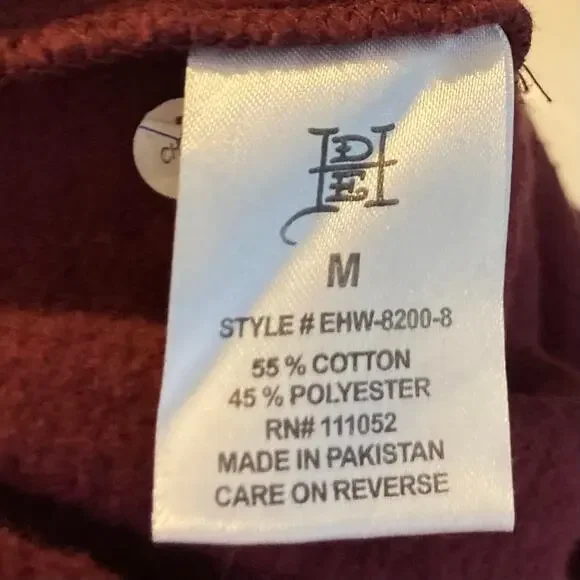 M
STYLE # EHW-8200-8
55 % COTTON
45 % POLYESTER
RN# 111052
MADE IN PAKISTAN
CARE ON REVERSE